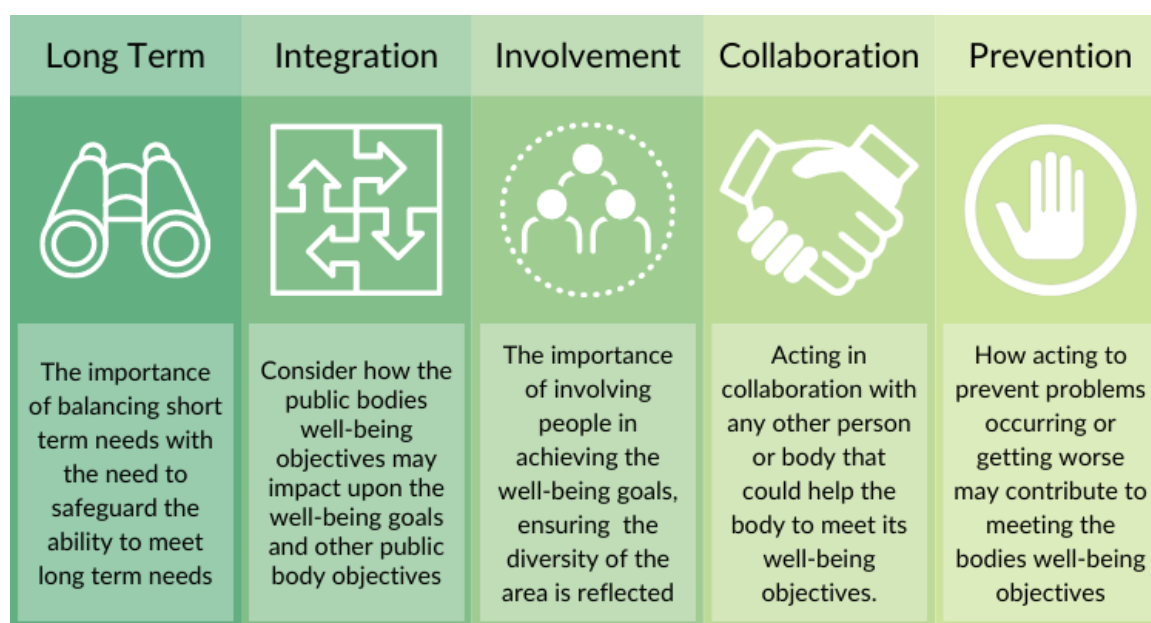 Long Term
Integration
Involvement
Collaboration
Prevention
The importance
of balancing short
term needs with
the need to
safeguard the
ability to meet
long term needs
Consider how the
public bodies
well-being
objectives may
impact upon the
well-being goals
and other public
body objectives
The importance
of involving
people in
achieving the
well-being goals,
ensuring the
diversity of the
area is reflected
Acting in
collaboration with
any other person
or body that
could help the
body to meet its
well-being
objectives.
How acting to
prevent problems
occurring or
getting worse
may contribute to
meeting the
bodies well-being
objectives